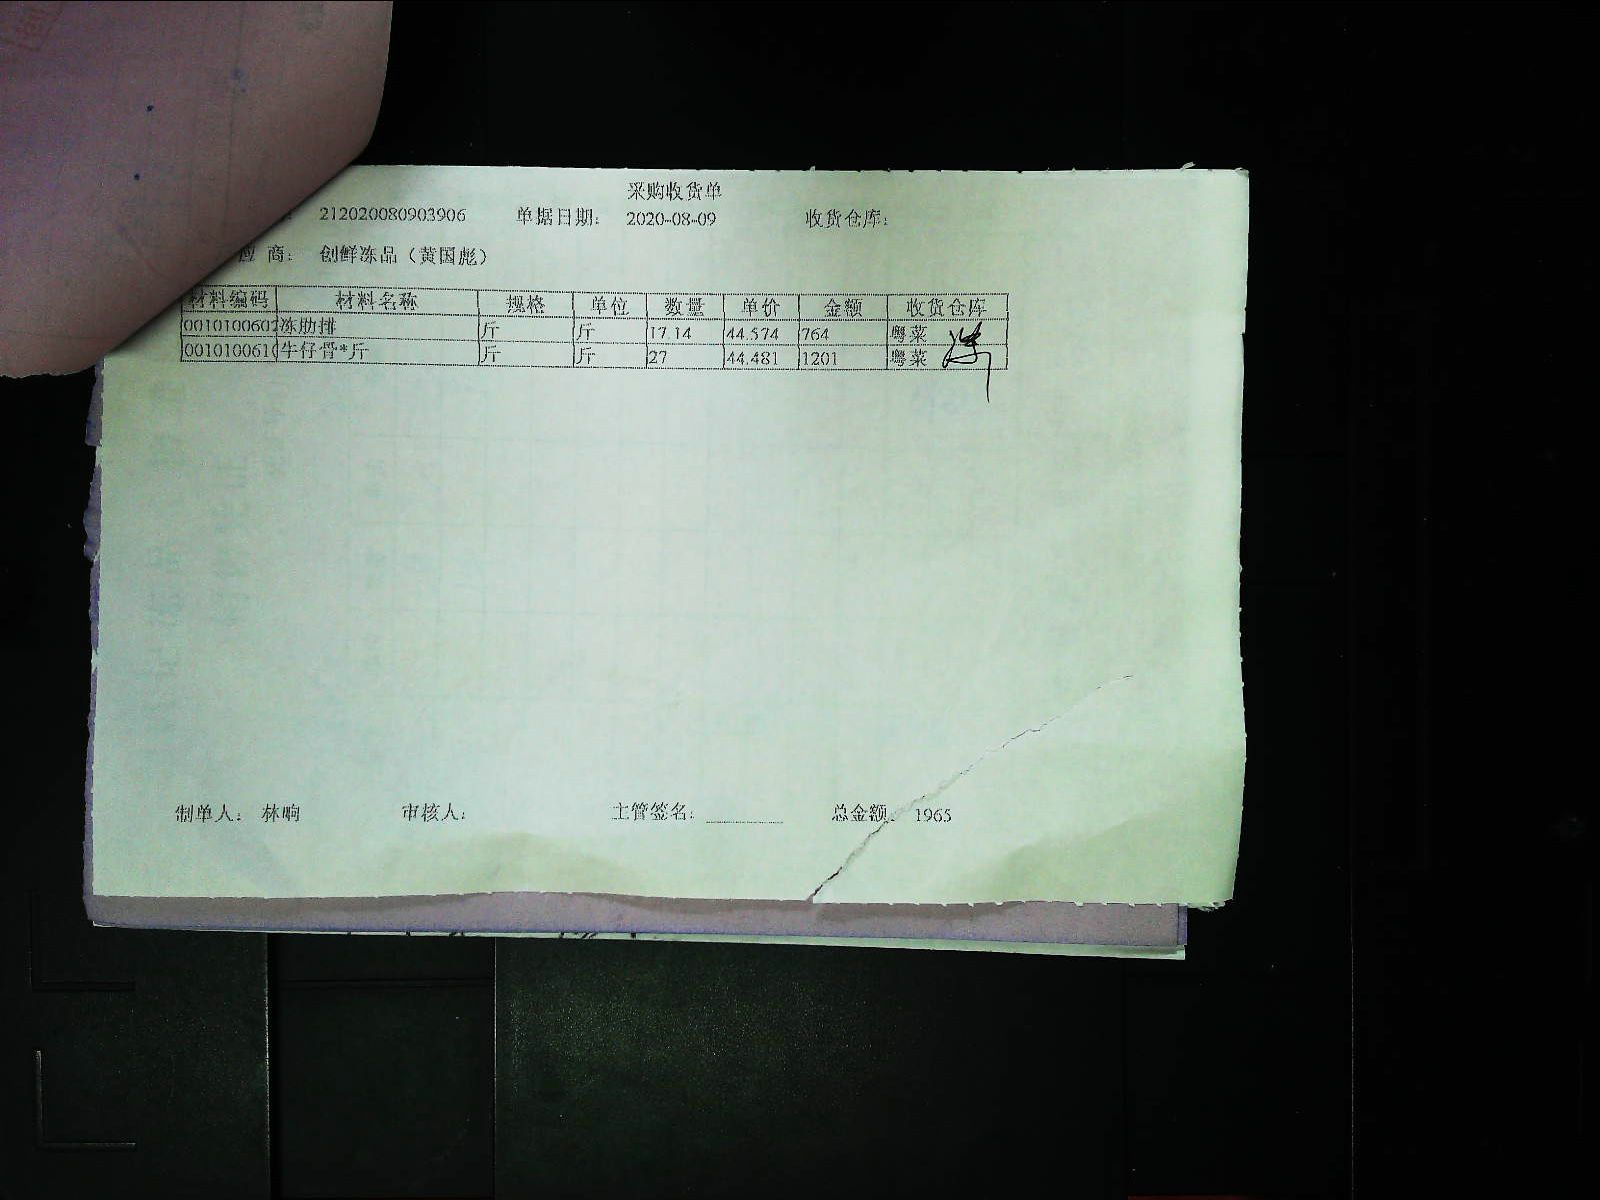 采购收货单
: 212020080903906 单据日期: 2020-08-09 收货仓库:
应 商: 创鲜冻品（黄国彪）
材料编码 材料名称 规格 单位 数量 单价 金额 收货仓库
0010100602 冻肋排 斤 斤 17.14 44.574 764 粤菜
001010061 牛仔骨*斤 斤 斤 27 44.481 1201 粤菜
制单人: 林响 审核人: 主管签名: 总金额: 1965